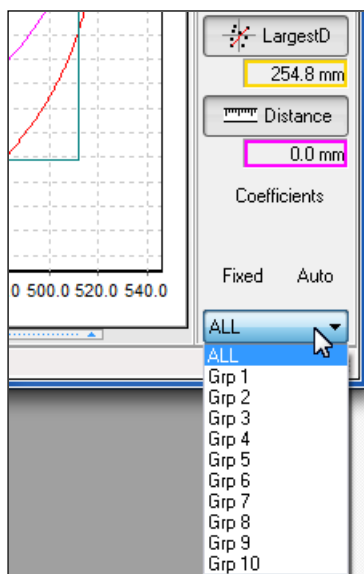 LargestD
254.8 mm
Distance
0.0 mm
Coefficients
0 500.0 520.0 540.0
Fixed Auto
ALL
ALL
Grp 1
Grp 2
Grp 3
Grp 4
Grp 5
Grp 6
Grp 7
Grp 8
Grp 9
Grp 10